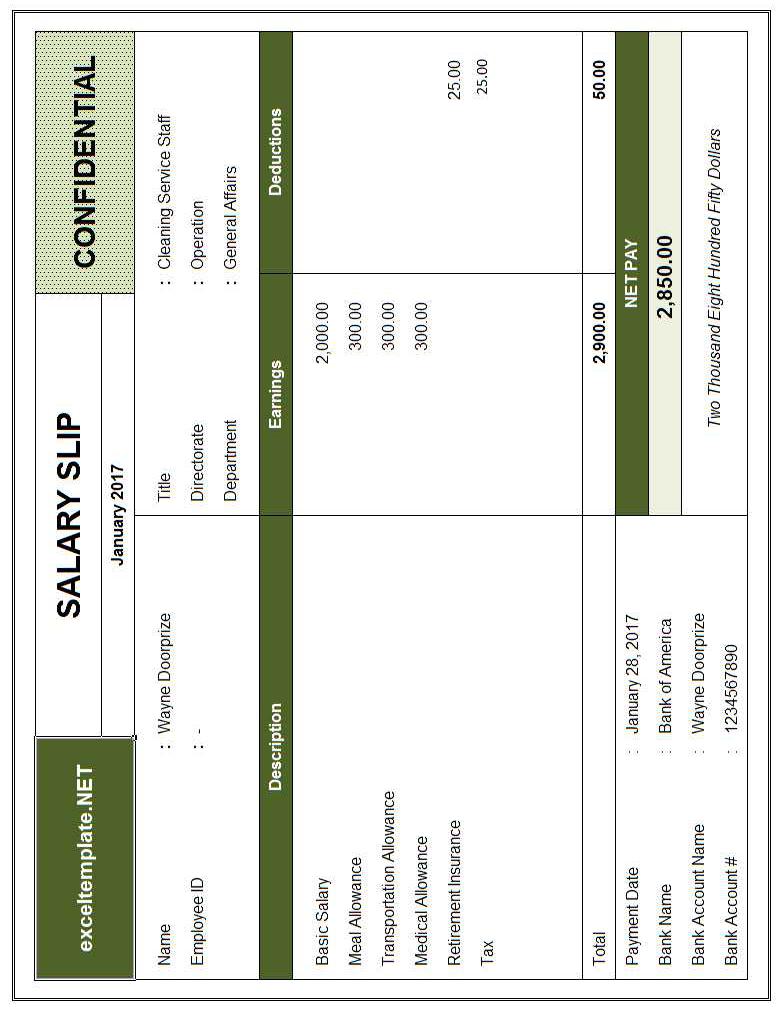 exceltemplate.NET SALARY SLIP CONFIDENTIAL
January 2017
Name : Wayne Doorprize Title : Cleaning Service Staff
Employee ID : - Directorate : Operation
Department : General Affairs
Description Earnings Deductions
Basic Salary 2,000.00
Meal Allowance 300.00
Transportation Allowance 300.00
Medical Allowance 300.00
Retirement Insurance 25.00
Tax 25.00
Total 2,900.00 50.00
Payment Date : January 28, 2017 NET PAY
Bank Name : Bank of America 2,850.00
Bank Account Name : Wayne Doorprize Two Thousand Eight Hundred Fifty Dollars
Bank Account # : 1234567890